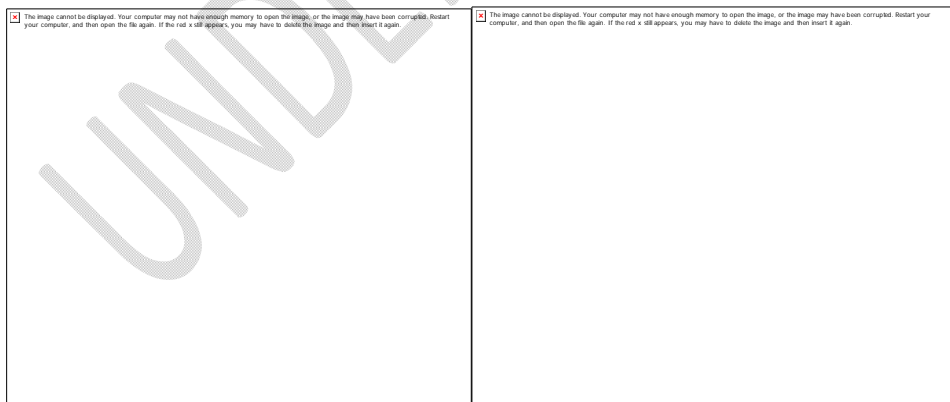 The image cannot be displayed. Your computer may not have enough memory to open the image, or the image may have been corrupted. Restart
your computer, and then open the file again. If the red x still appears, you may have to delete the image and then insert it again.
The image cannot be displayed. Your computer may not have enough memory to open the image, or the image may have been corrupted. Restart your
computer, and then open the file again. If the red x still appears, you may have to delete the image and then insert it again.
UNDE